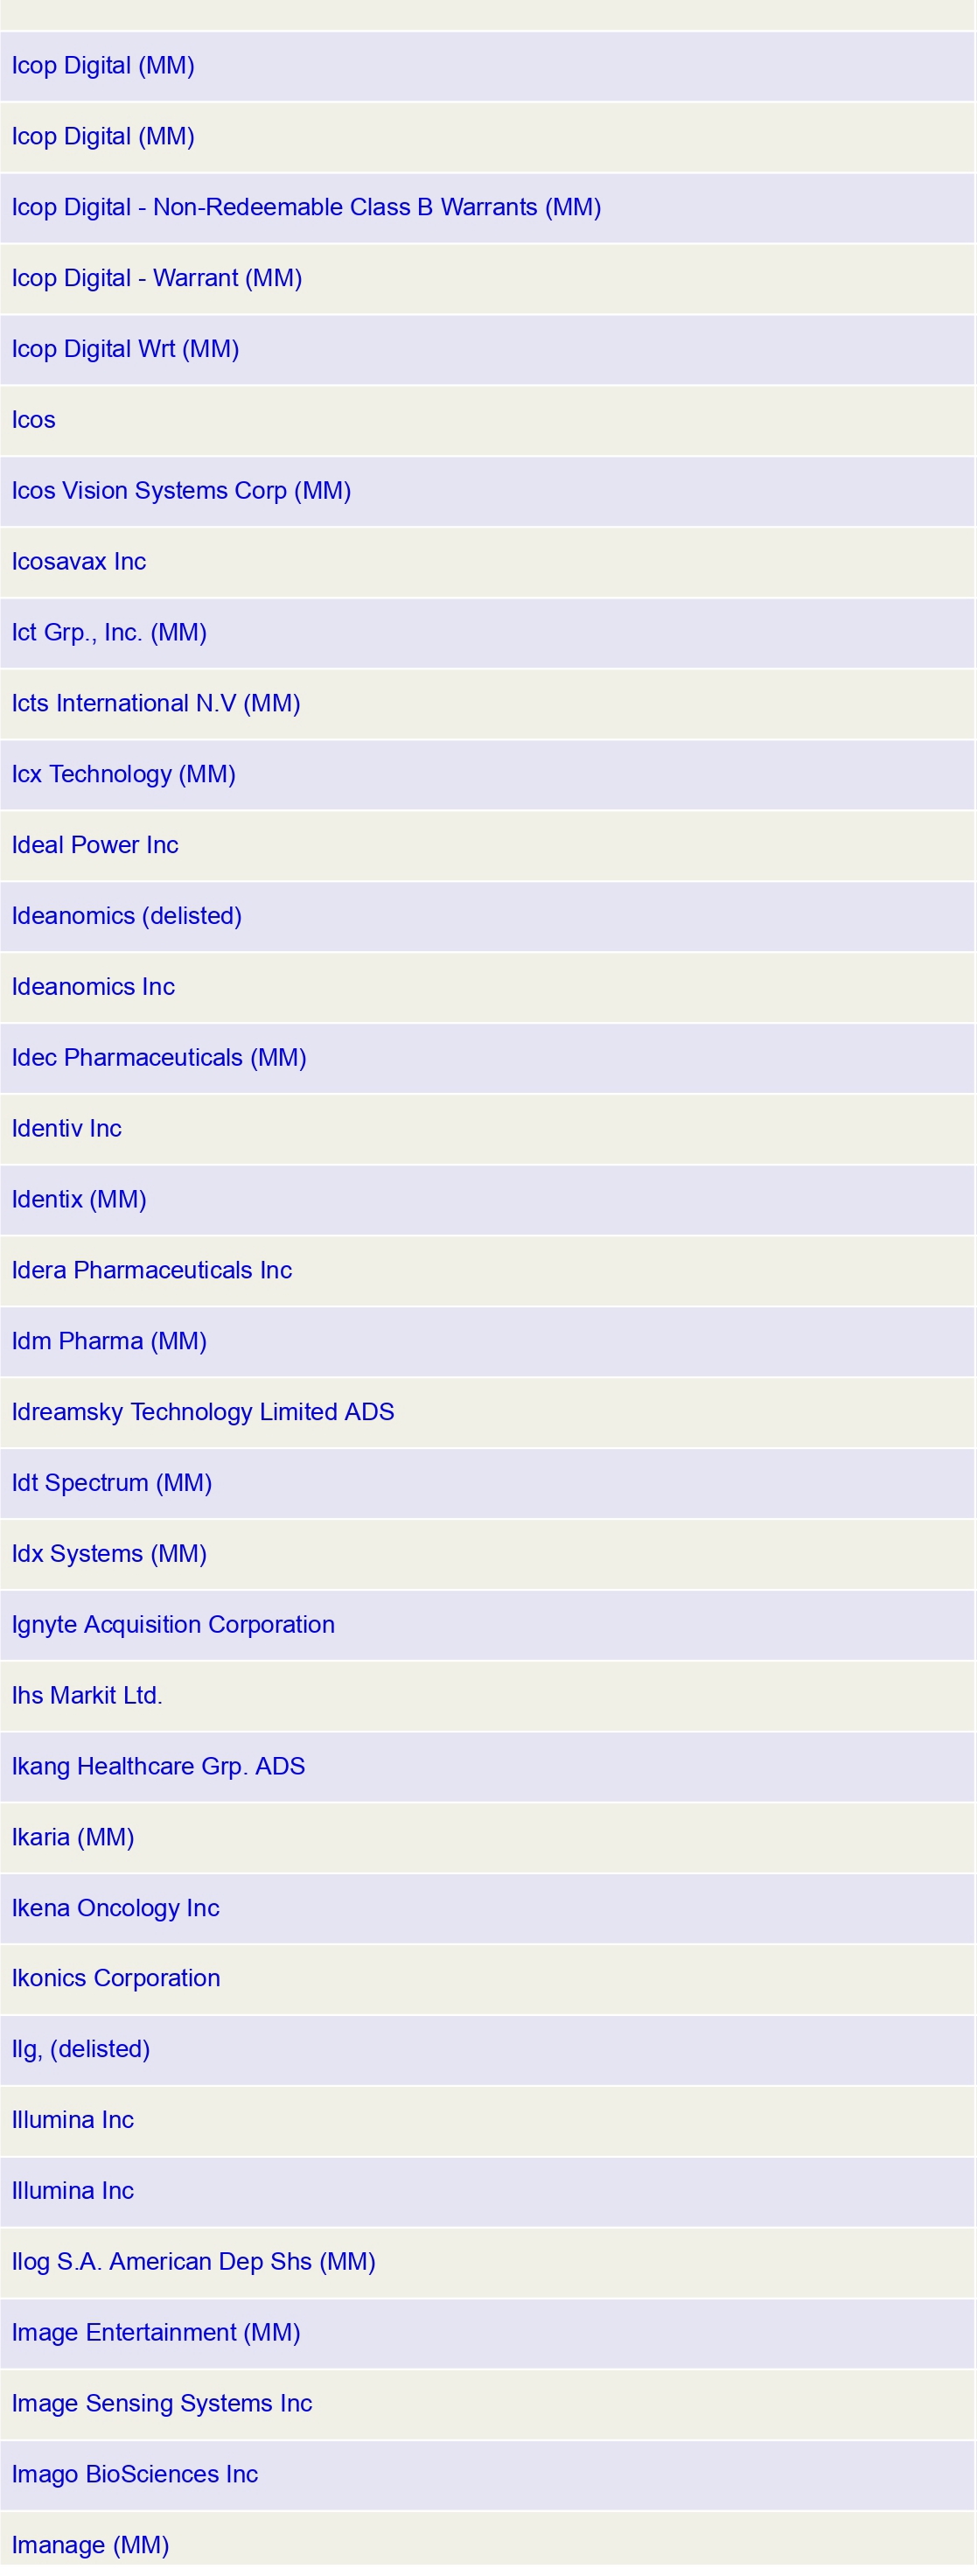 Icop Digital (MM)
Icop Digital (MM)
Icop Digital - Non-Redeemable Class B Warrants (MM)
Icop Digital - Warrant (MM)
Icop Digital Wrt (MM)
Icos
Icos Vision Systems Corp (MM)
Icosavax Inc
Ict Grp., Inc. (MM)
Icts International N.V (MM)
Icx Technology (MM)
Ideal Power Inc
Ideanomics (delisted)
Ideanomics Inc
Idec Pharmaceuticals (MM)
Identiv Inc
Identix (MM)
Idera Pharmaceuticals Inc
Idm Pharma (MM)
Idreamsky Technology Limited ADS
Idt Spectrum (MM)
Idx Systems (MM)
Ignyte Acquisition Corporation
Ihs Markit Ltd.
Ikang Healthcare Grp. ADS
Ikaria (MM)
Ikena Oncology Inc
Ikonics Corporation
Ilg, (delisted)
Illumina Inc
Illumina Inc
Ilog S.A. American Dep Shs (MM)
Image Entertainment (MM)
Image Sensing Systems Inc
Imago BioSciences Inc
Imanage (MM)